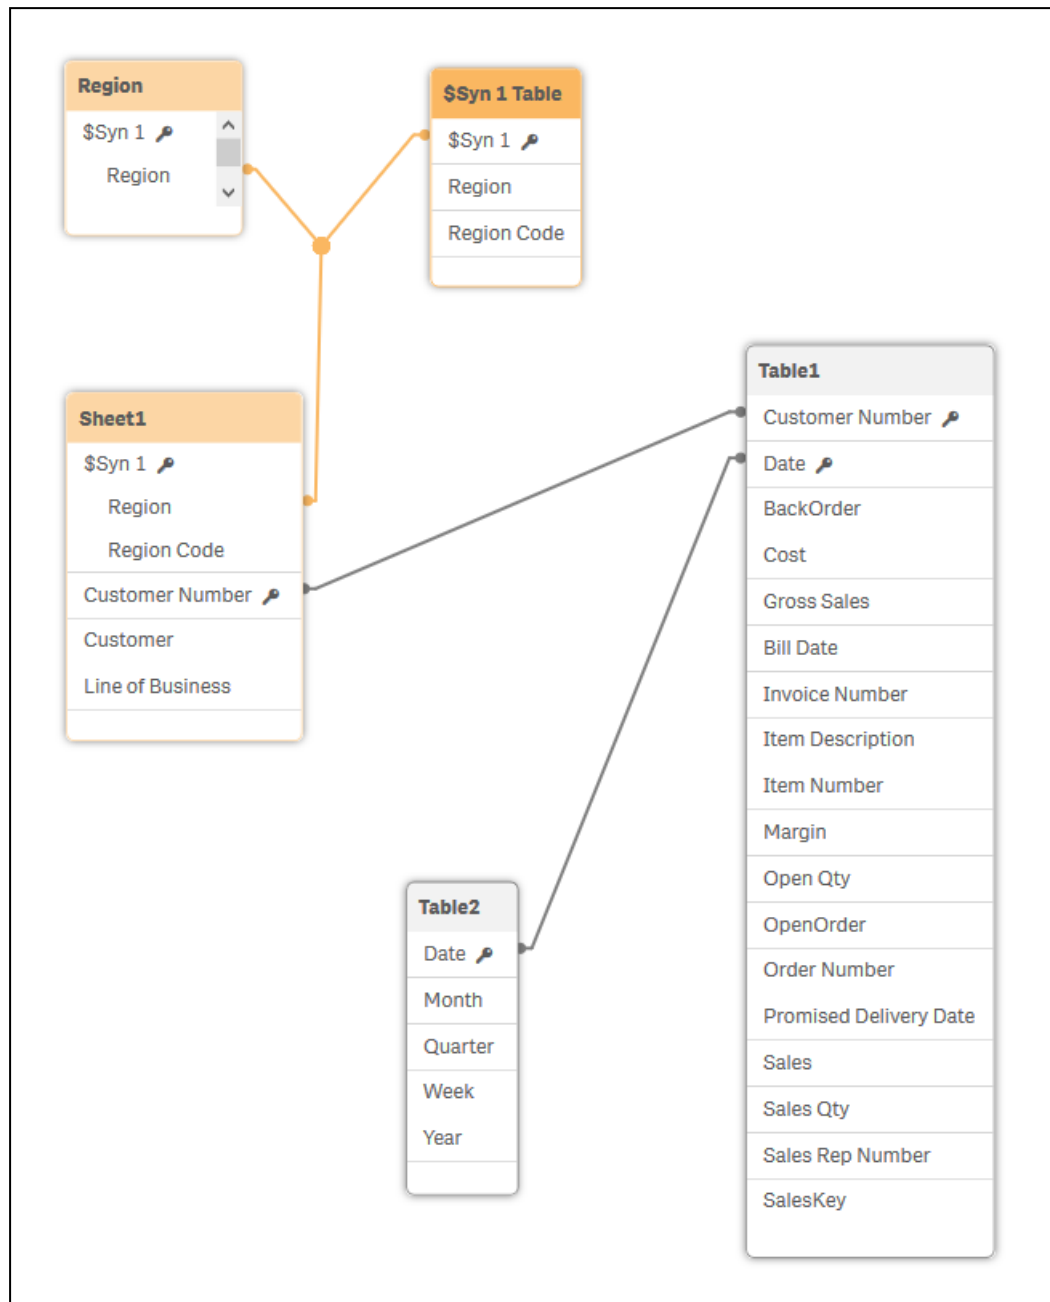 Region
$Syn 1
Region
$Syn 1 Table
$Syn 1
Region
Region Code
Sheet1
$Syn 1
Region
Region Code
Customer Number
Customer
Line of Business
Table1
Customer Number
Date
BackOrder
Cost
Gross Sales
Bill Date
Invoice Number
Item Description
Item Number
Margin
Open Qty
OpenOrder
Order Number
Promised Delivery Date
Sales
Sales Qty
Sales Rep Number
SalesKey
Table2
Date
Month
Quarter
Week
Year